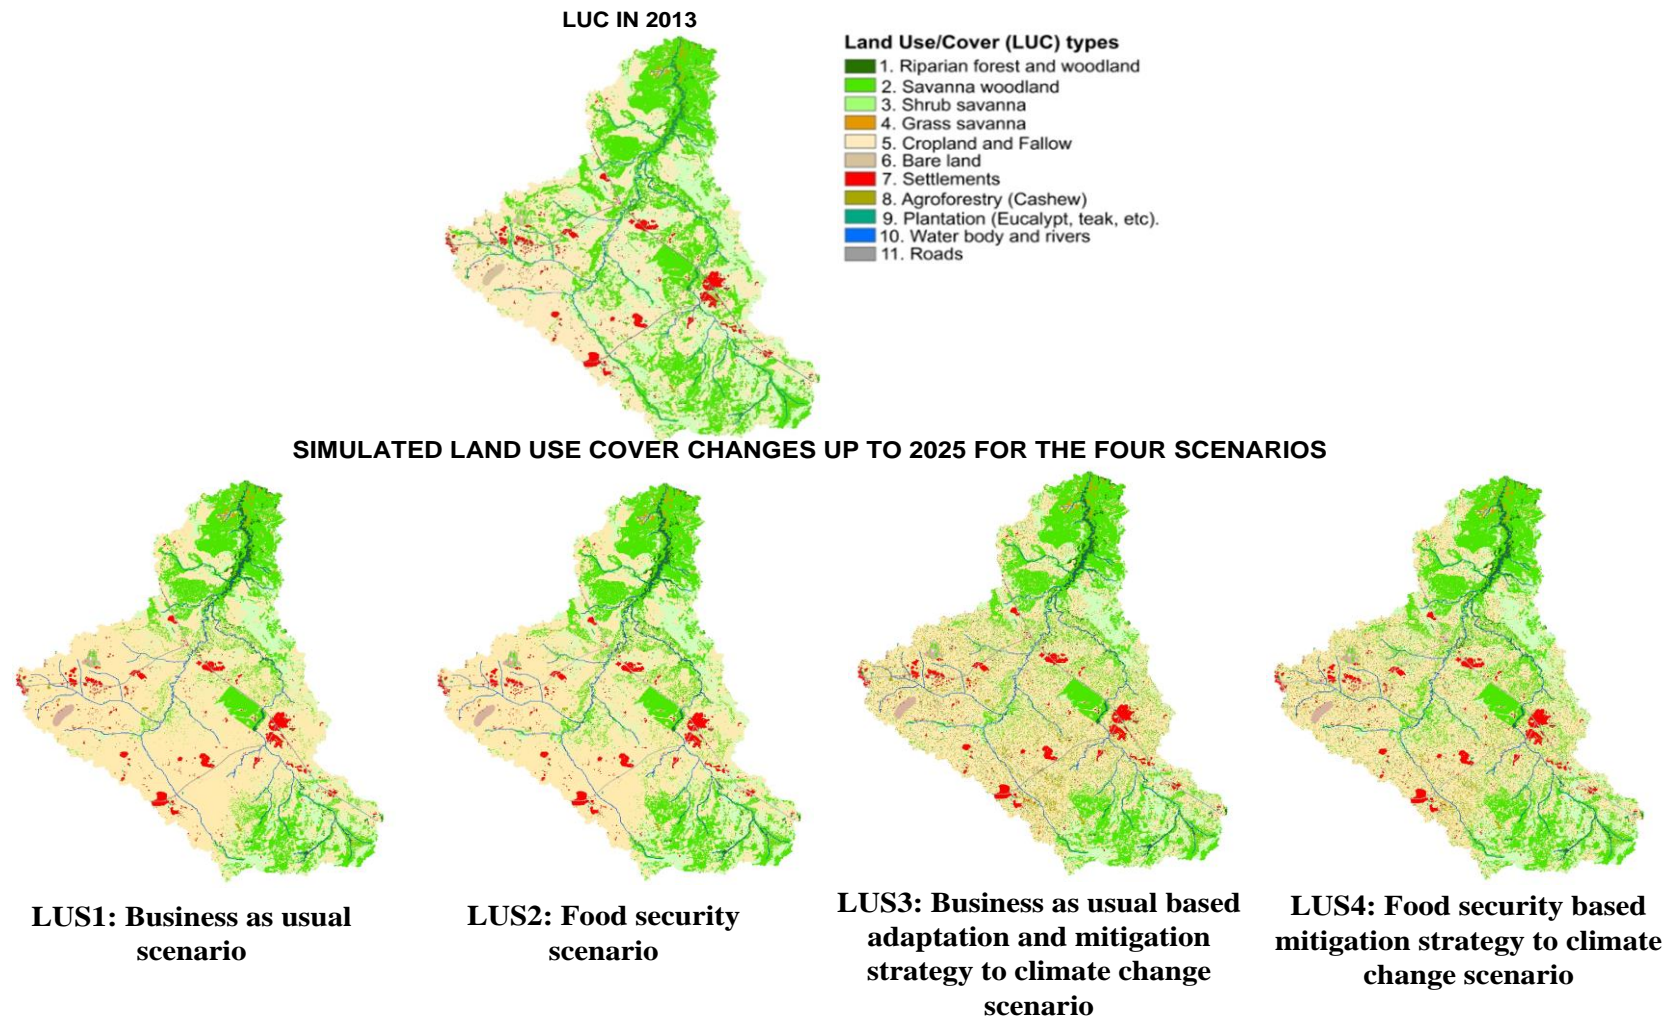 LUC IN 2013
Land Use/Cover (LUC) types
1. Riparian forest and woodland
2. Savanna woodland
3. Shrub savanna
4. Grass savanna
5. Cropland and Fallow
6. Bare land
7. Settlements
8. Agroforestry (Cashew)
9. Plantation (Eucalypt, teak, etc).
10. Water body and rivers
11. Roads
SIMULATED LAND USE COVER CHANGES UP TO 2025 FOR THE FOUR SCENARIOS
LUS1: Business as usual
scenario
LUS2: Food security
scenario
LUS3: Business as usual based
adaptation and mitigation
strategy to climate change
scenario
LUS4: Food security based
mitigation strategy to climate
change scenario